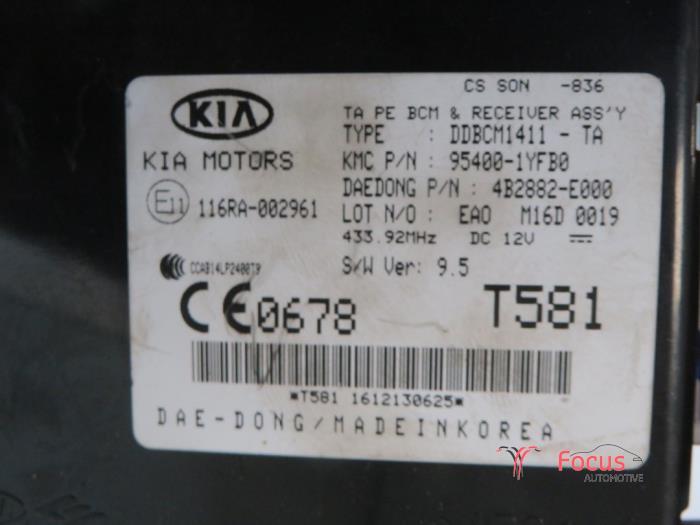 CS SON -836
KIA
TA PE BCM & RECEIVER ASS'Y
TYPE : DDBCM1411 - TA
KIA MOTORS
KMC P/N : 95400-1YFB0
DAEDONG P/N : 4B2882-E000
E11 116RA-002961
LOT N/O : EAO M16D 0019
433.92MHz DC 12V
CCAB14LP2400T9
S/W Ver: 9.5
CE0678 T581
*T581 1612130625*
DAE-DONG/MADEINKOREA
Focus
AUTOMOTIVE